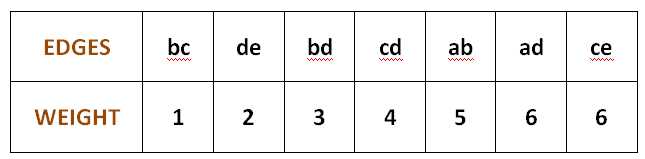 EDGES bc de bd cd ab ad ce
WEIGHT 1 2 3 4 5 6 6